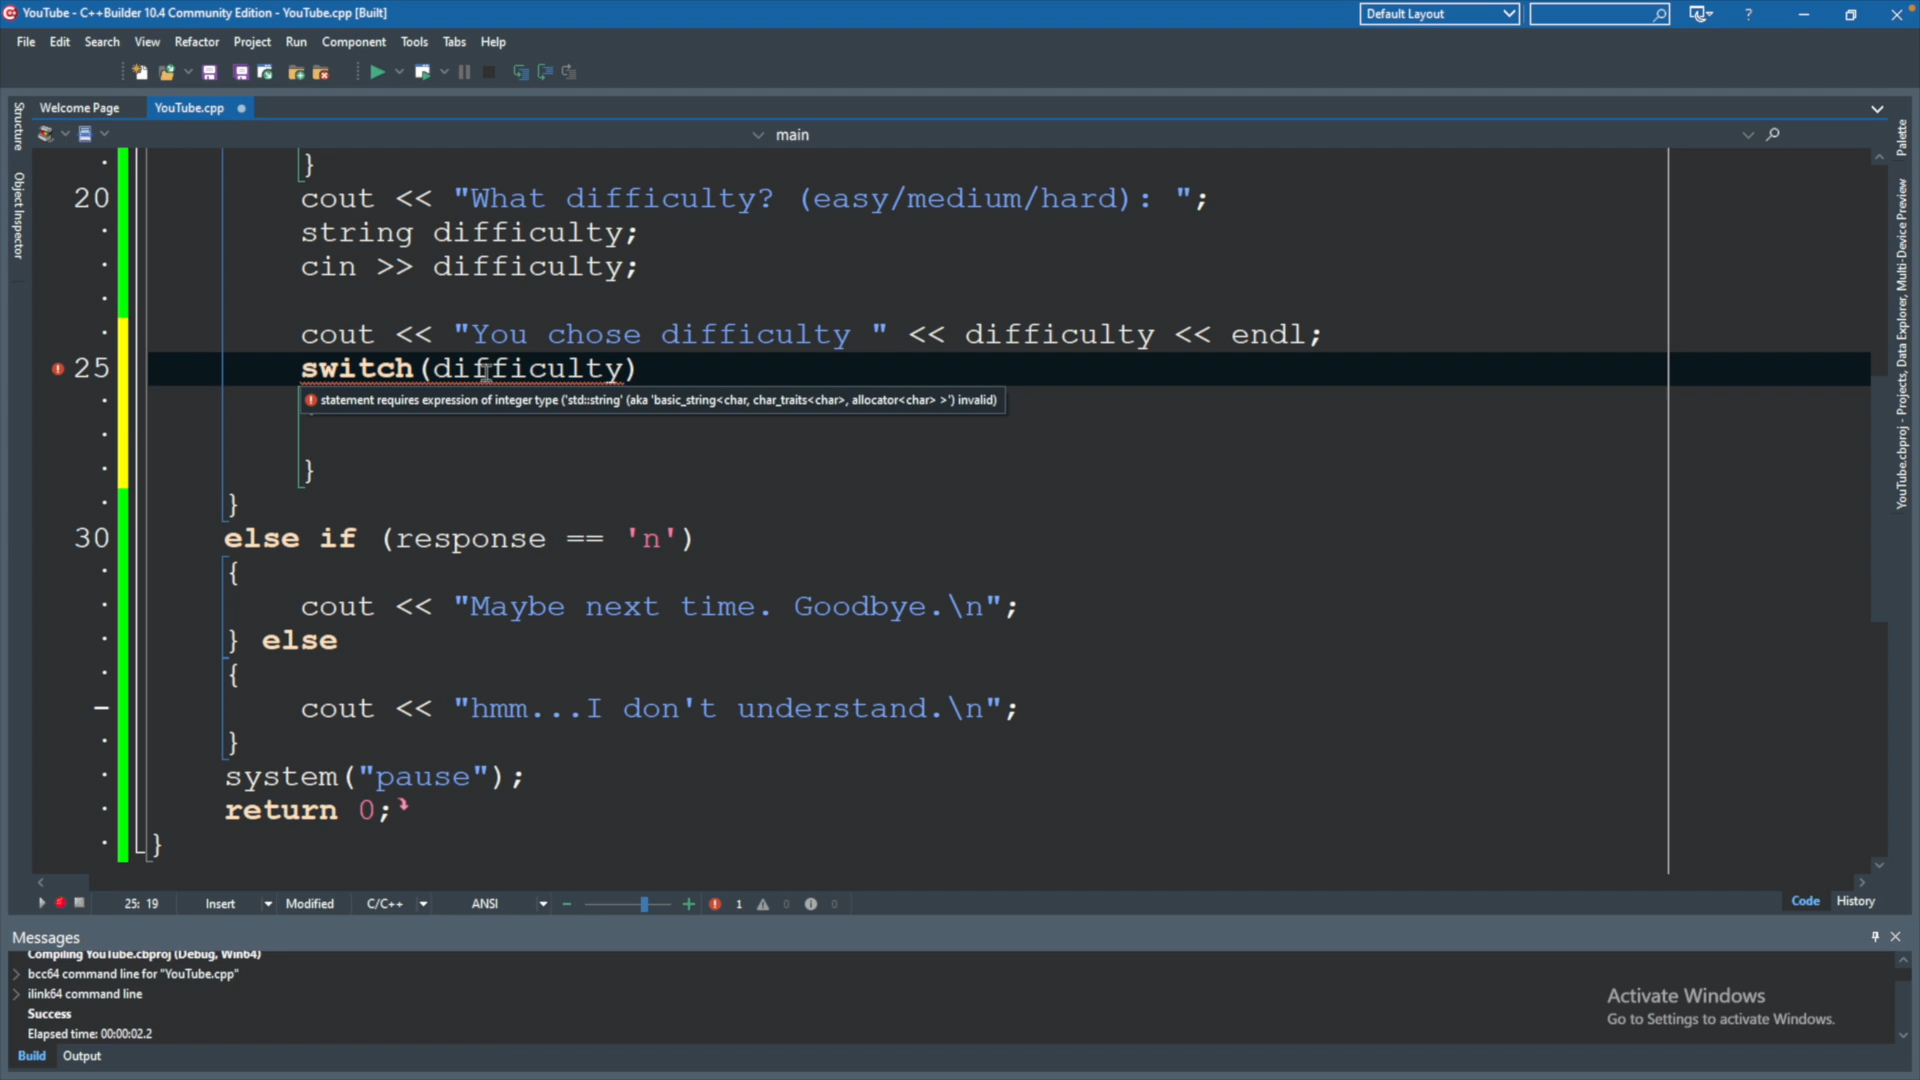 YouTube - C++Builder 10.4 Community Edition - YouTube.cpp [Built]
Default Layout
?
File Edit Search View Refactor Project Run Component Tools Tabs Help
Welcome Page YouTube.cpp
main
Structure
Object Inspector
Palette
YouTube.cbproj - Projects, Data Explorer, Multi-Device Preview
}
20 cout << "What difficulty? (easy/medium/hard): ";
string difficulty;
cin >> difficulty;
cout << "You chose difficulty " << difficulty << endl;
25 switch(difficulty)
statement requires expression of integer type ('std::string' (aka 'basic_string<char, char_traits<char>, allocator<char> >') invalid)
}
}
30 else if (response == 'n')
{
cout << "Maybe next time. Goodbye.\n";
} else
{
cout << "hmm...I don't understand.\n";
}
system("pause");
return 0;
}
25: 19 Insert Modified C/C++ ANSI 1 0 0
Code History
Messages
Compiling YouTube.cbproj (Debug, Win64)
bcc64 command line for "YouTube.cpp"
ilink64 command line
Success
Elapsed time: 00:00:02.2
Build Output
Activate Windows
Go to Settings to activate Windows.